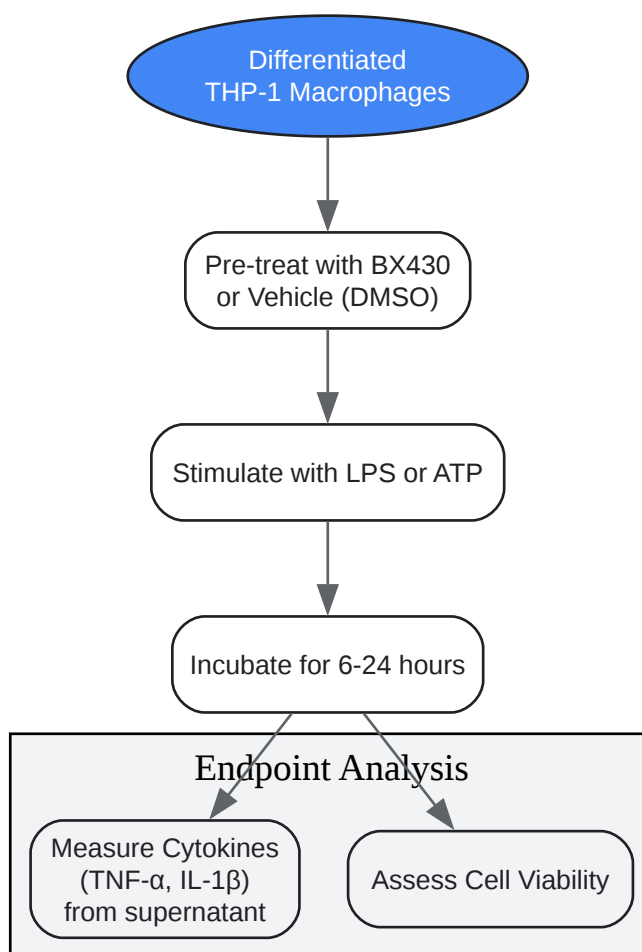 Differentiated
THP-1 Macrophages
Pre-treat with BX430
or Vehicle (DMSO)
Stimulate with LPS or ATP
Incubate for 6-24 hours
Endpoint Analysis
Measure Cytokines
(TNF-α, IL-1β)
from supernatant
Assess Cell Viability